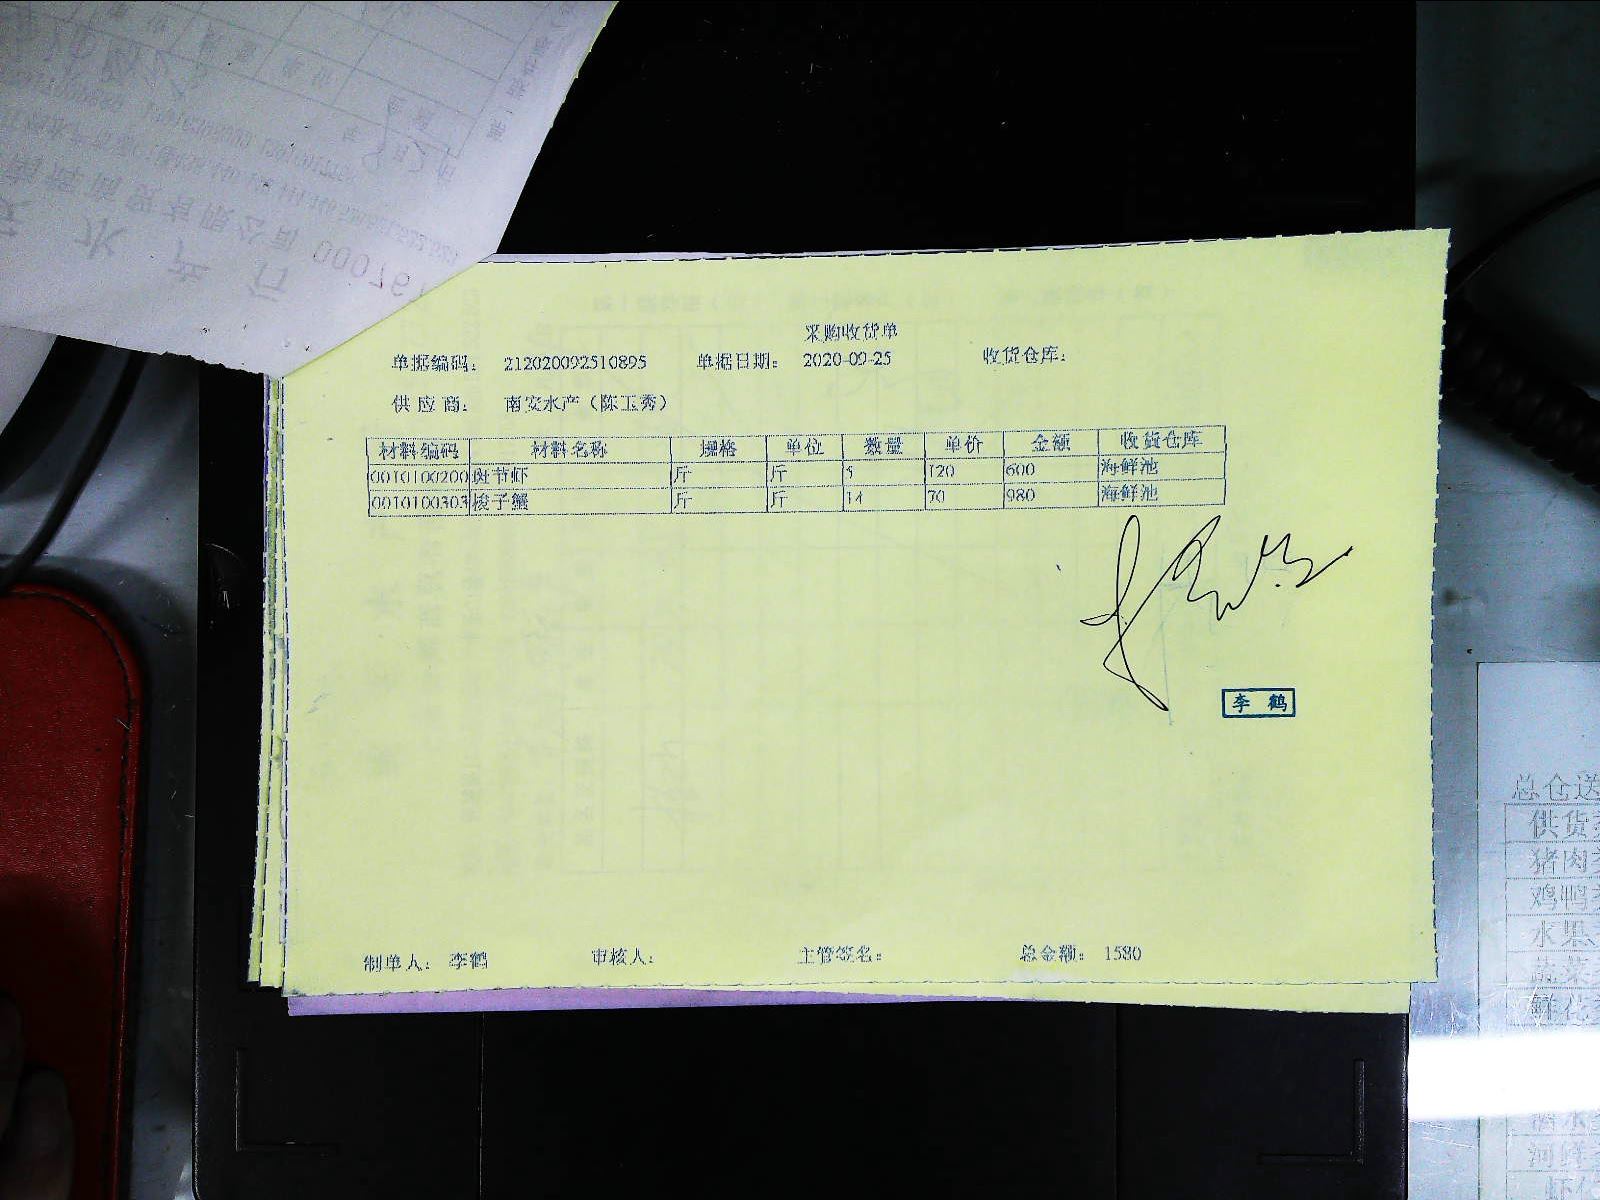 采购收货单
单据编码: 212020092510895 单据日期: 2020-09-25 收货仓库:
供应商: 南安水产（陈玉秀）
材料编码 材料名称 规格 单位 数量 单价 金额 收货仓库
0010100200 斑节虾 斤 斤 5 120 600 海鲜池
0010100303 梭子蟹 斤 斤 14 70 980 海鲜池
李鹤
制单人: 李鹤 审核人: 主管签名: 总金额: 1580
总仓送
供货
猪肉
鸡鸭
水果
蔬菜
鲜花
酒水
河鲜